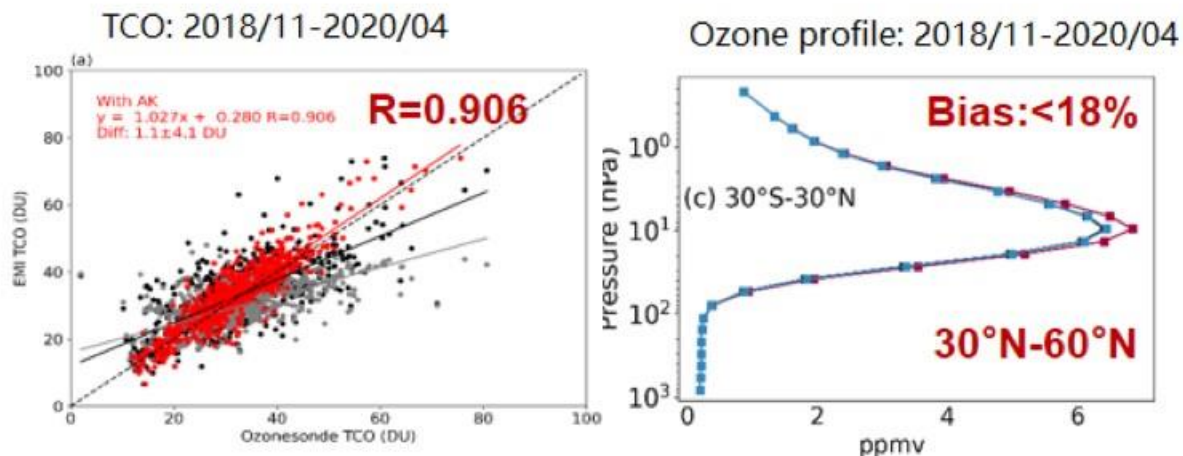 TCO: 2018/11-2020/04
(a)
With AK
y = 1.027x + 0.280 R=0.906
Diff: 1.1±4.1 DU
R=0.906
100
80
60
40
20
0
EMI TCO (DU)
0 20 40 60 80 100
Ozonesonde TCO (DU)
Ozone profile: 2018/11-2020/04
Bias:<18%
(c) 30°S-30°N
30°N-60°N
10⁰
10¹
10²
10³
Pressure (hPa)
0 2 4 6
ppmv